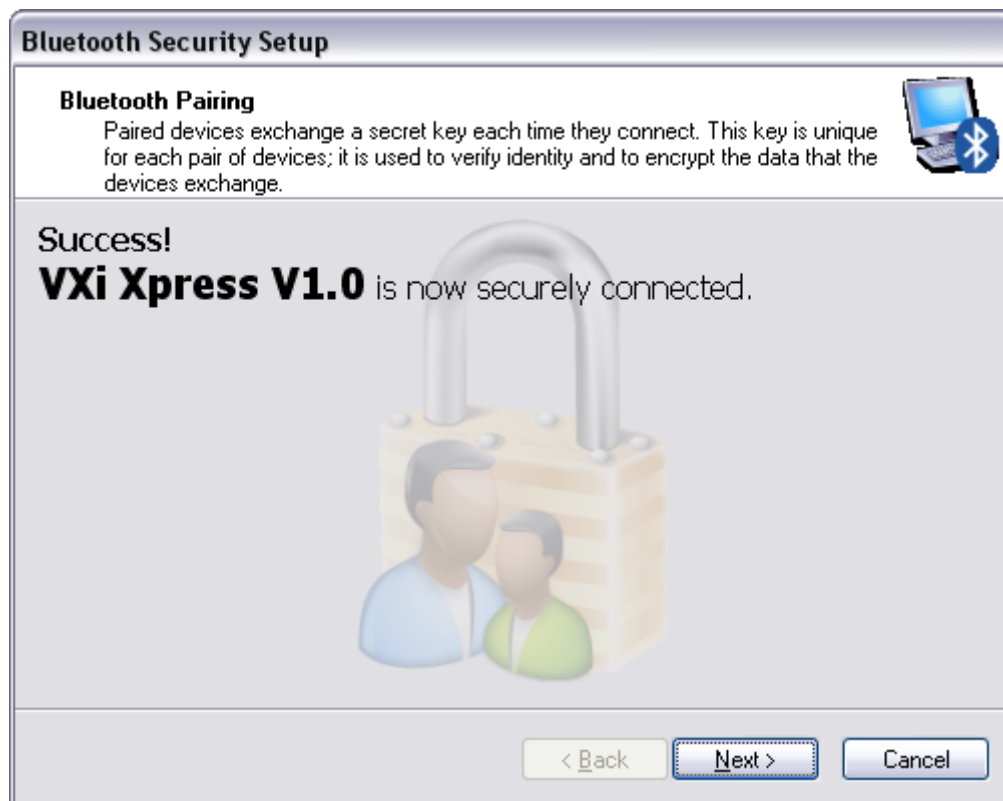 Bluetooth Security Setup
Bluetooth Pairing
Paired devices exchange a secret key each time they connect. This key is unique
for each pair of devices; it is used to verify identity and to encrypt the data that the
devices exchange.
Success!
VXi Xpress V1.0 is now securely connected.
< Back
Next >
Cancel